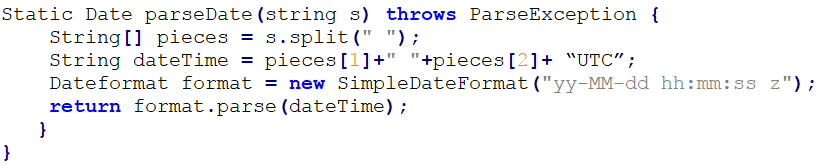 Static Date parseDate(string s) throws ParseException {
    String[] pieces = s.split(" ");
    String dateTime = pieces[1]+" "+pieces[2]+ “UTC”;
    Dateformat format = new SimpleDateFormat("yy-MM-dd hh:mm:ss z");
    return format.parse(dateTime);
   }
}